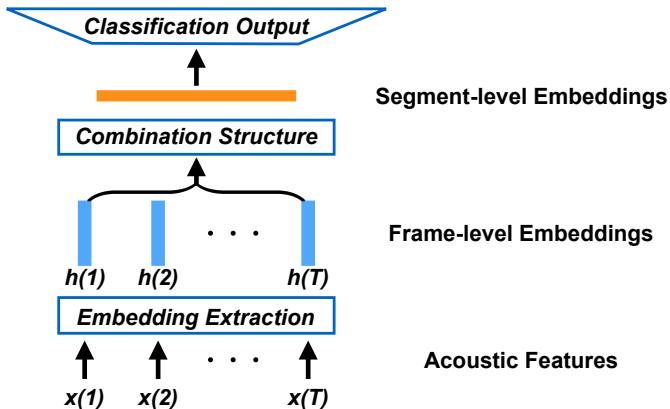 Classification Output
Segment-level Embeddings
Combination Structure
Frame-level Embeddings
. . .
h(1) h(2) h(T)
Embedding Extraction
. . .
Acoustic Features
x(1) x(2) x(T)